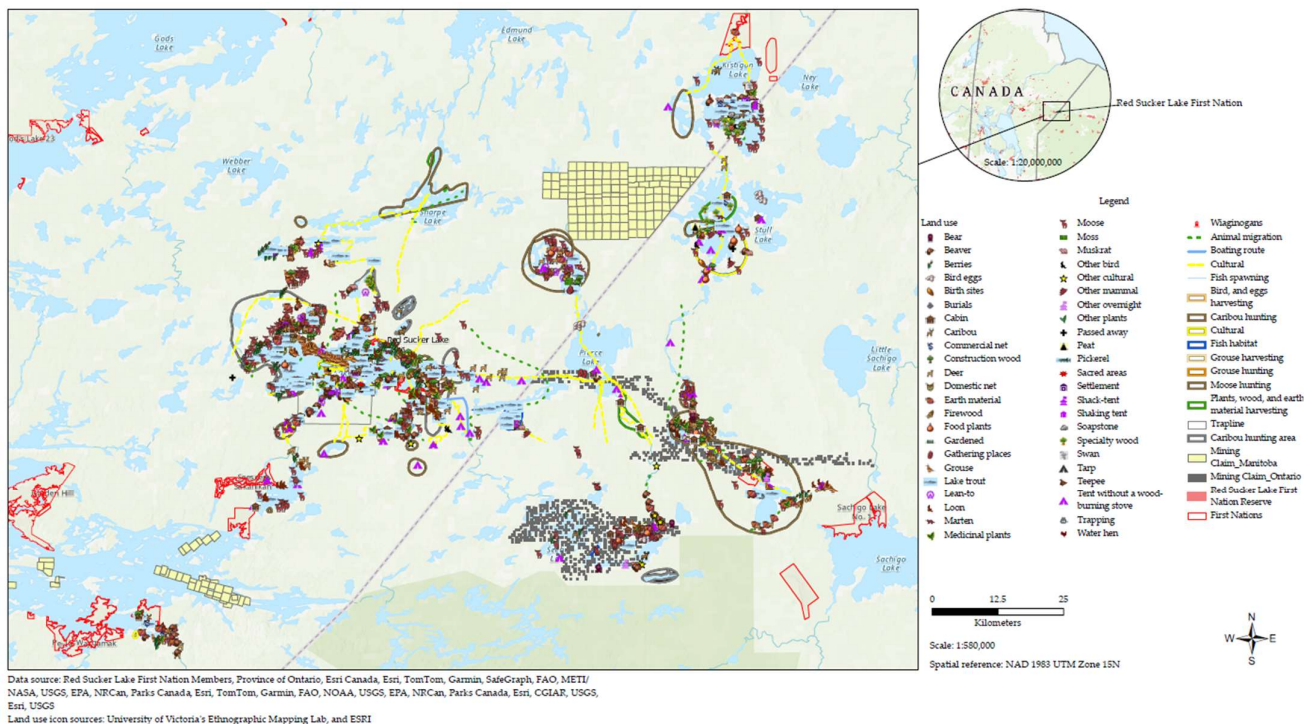 Gods
Lake
Edmund
Lake
Kistigan
Lake
Ney
Lake
Lake 23
Webber
Lake
Sharpe
Lake
Stull
Lake
Red Sucker Lake
Pierce
Lake
Little
Sachigo
Lake
Sachigo Lake
No.
Sachigo
Lake
CANADA
Scale: 1:20,000,000
Red Sucker Lake First Nation
Legend
Land use
Bear
Beaver
Berries
Bird eggs
Birth sites
Burials
Cabin
Caribou
Commercial net
Construction wood
Deer
Domestic net
Earth material
Firewood
Food plants
Gardened
Gathering places
Grouse
Lake trout
Lean-to
Loon
Marten
Medicinal plants
Moose
Moss
Muskrat
Other bird
Other cultural
Other mammal
Other overnight
Other plants
Passed away
Peat
Pickerel
Sacred areas
Settlement
Shack-tent
Shaking tent
Soapstone
Specialty wood
Swan
Tarp
Teepee
Tent without a wood-
burning stove
Trapping
Water hen
Wiaginogans
Animal migration
Boating route
Cultural
Fish spawning
Bird, and eggs
harvesting
Caribou hunting
Cultural
Fish habitat
Grouse harvesting
Grouse hunting
Moose hunting
Plants, wood, and earth
material harvesting
Trapline
Caribou hunting area
Mining
Claim_Manitoba
Mining Claim_Ontario
Red Sucker Lake First
Nation Reserve
First Nations
0 12.5 25
Kilometers
Scale: 1:580,000
Spatial reference: NAD 1983 UTM Zone 15N
N
W E
S
Data source: Red Sucker Lake First Nation Members, Province of Ontario, Esri Canada, Esri, TomTom, Garmin, SafeGraph, FAO, METI/
NASA, USGS, EPA, NRCan, Parks Canada, Esri, TomTom, Garmin, FAO, NOAA, USGS, EPA, NRCan, Parks Canada, Esri, CGIAR, USGS,
Esri, USGS
Land use icon sources: University of Victoria's Ethnographic Mapping Lab, and ESRI